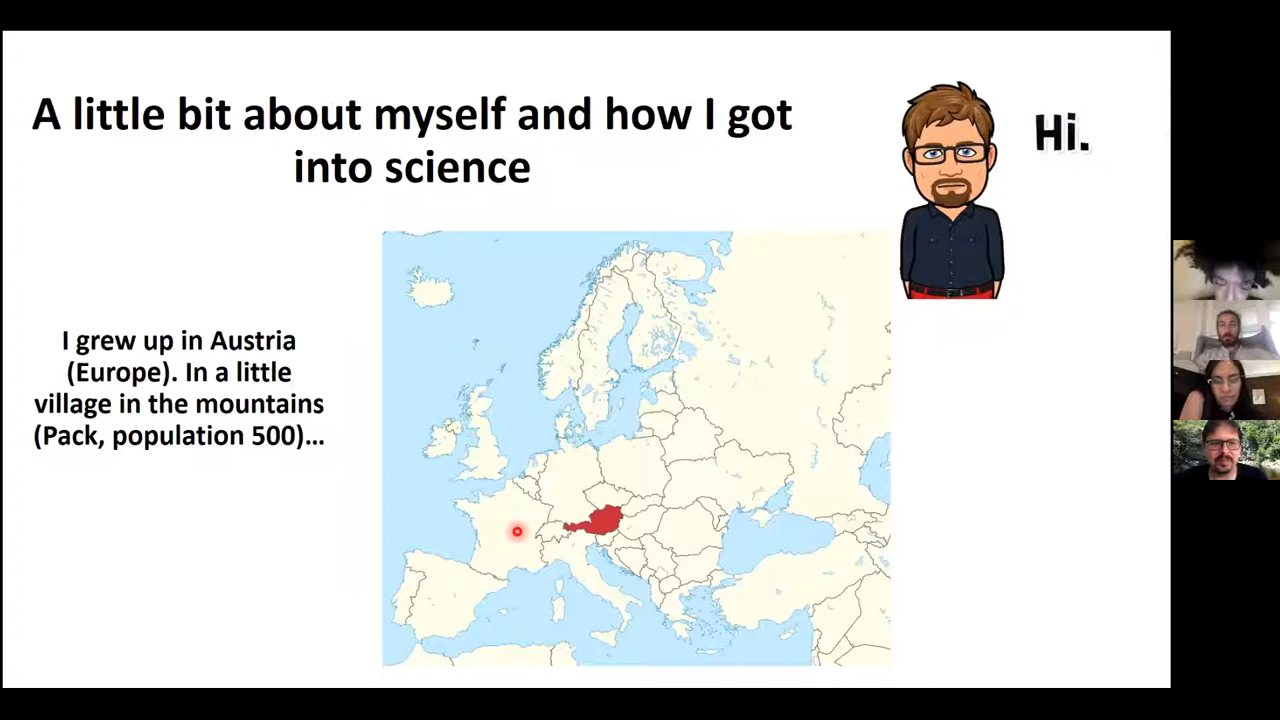 A little bit about myself and how I got
into science
Hi.
I grew up in Austria
(Europe). In a little
village in the mountains
(Pack, population 500)...